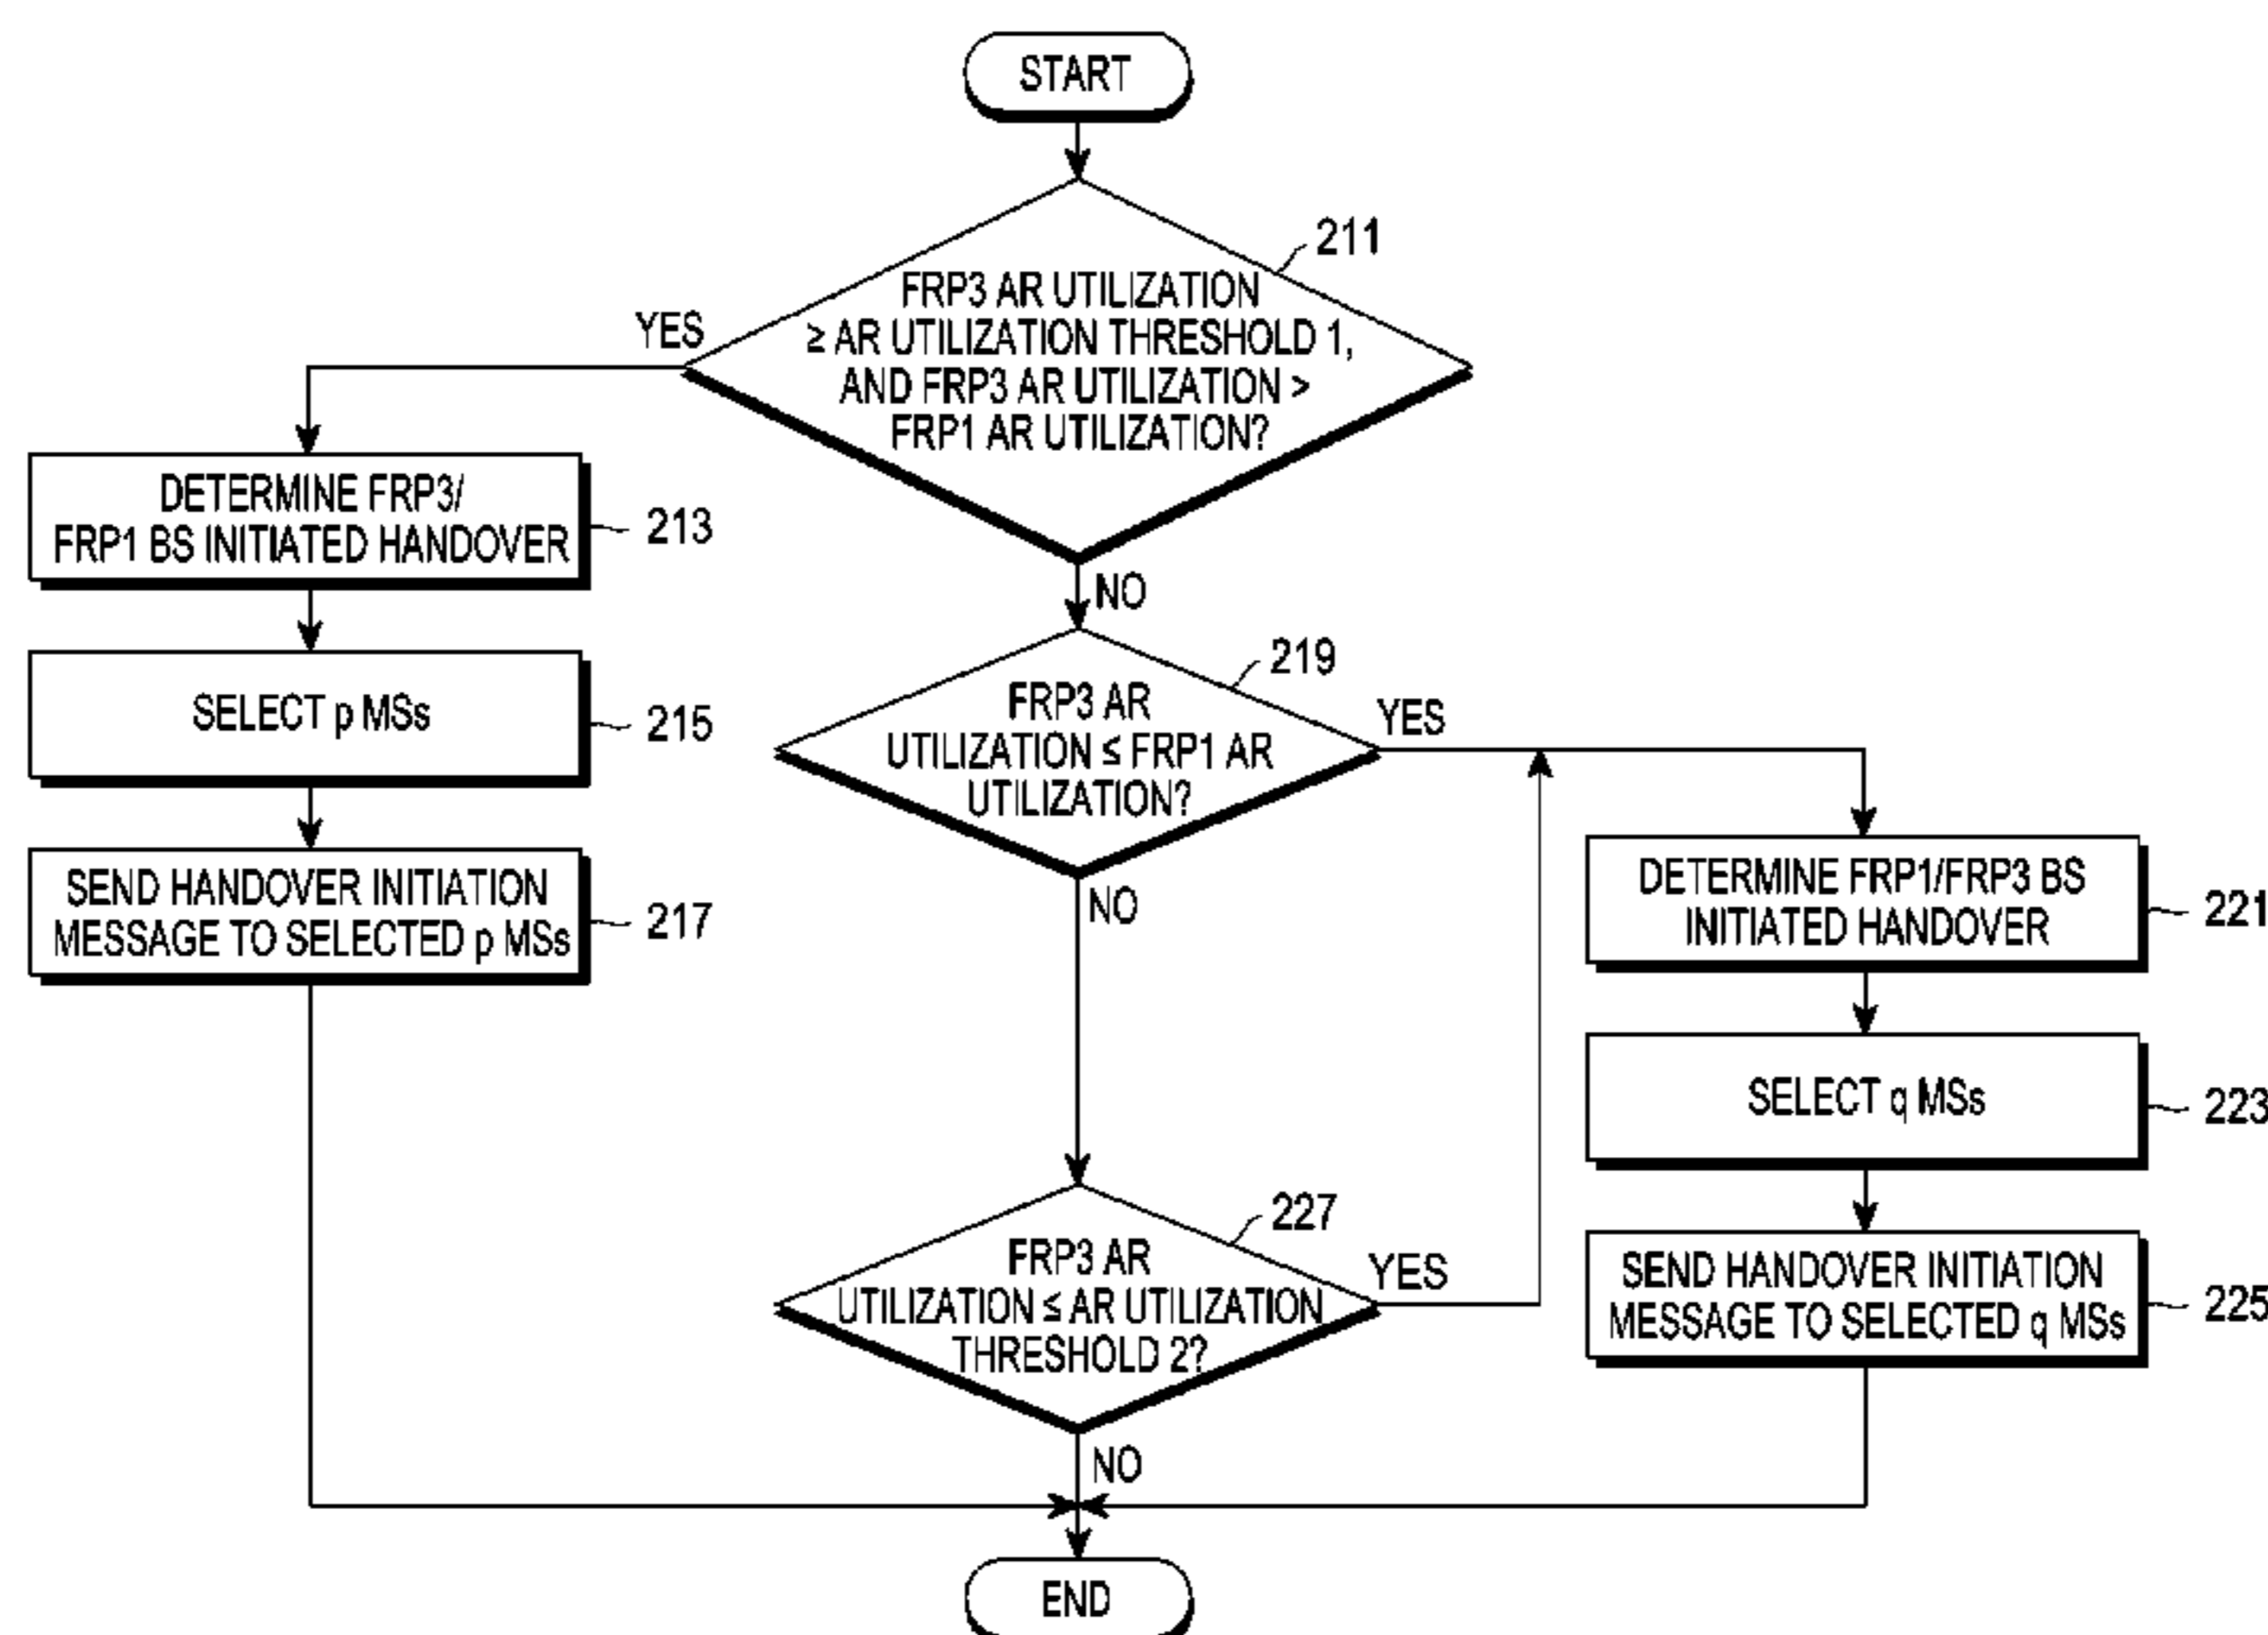 START
211
FRP3 AR UTILIZATION
≥ AR UTILIZATION THRESHOLD 1,
AND FRP3 AR UTILIZATION >
FRP1 AR UTILIZATION?
YES
NO
DETERMINE FRP3/
FRP1 BS INITIATED HANDOVER
213
SELECT p MSs
215
SEND HANDOVER INITIATION
MESSAGE TO SELECTED p MSs
217
219
FRP3 AR
UTILIZATION ≤ FRP1 AR
UTILIZATION?
YES
NO
DETERMINE FRP1/FRP3 BS
INITIATED HANDOVER
221
SELECT q MSs
223
SEND HANDOVER INITIATION
MESSAGE TO SELECTED q MSs
225
227
FRP3 AR
UTILIZATION ≤ AR UTILIZATION
THRESHOLD 2?
YES
NO
END